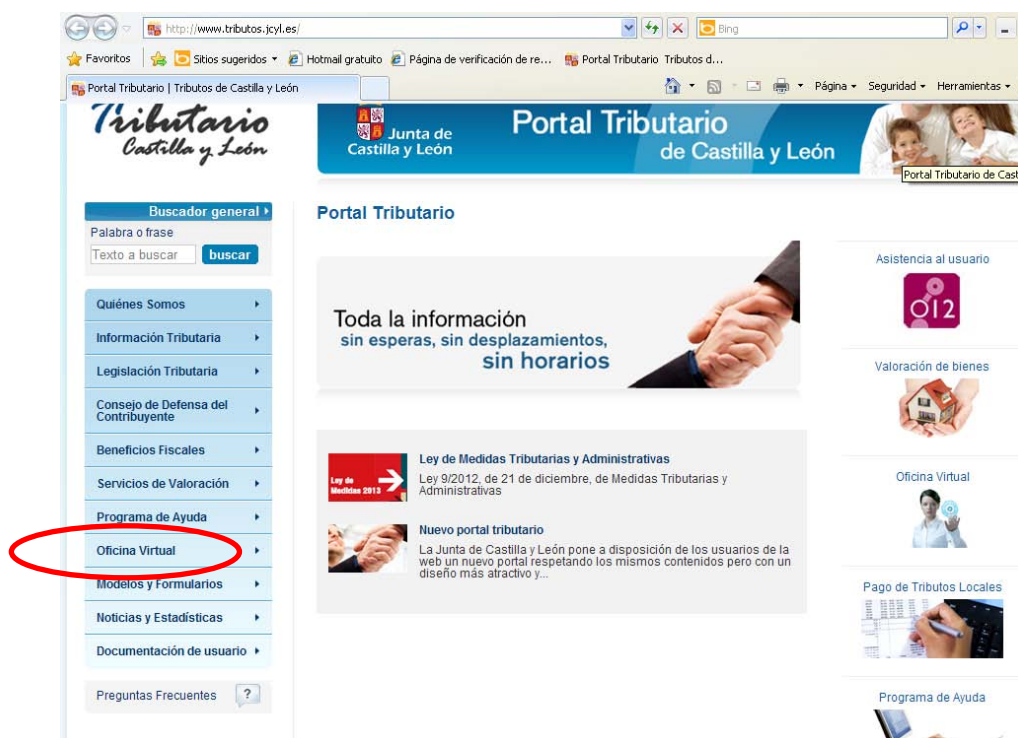 http://www.tributos.jcyl.es/
Bing
Favoritos
Sitios sugeridos
Hotmail gratuito
Página de verificación de re...
Portal Tributario Tributos d...
Portal Tributario | Tributos de Castilla y León
Página
Seguridad
Herramientas
Tributario
Castilla y León
Junta de
Castilla y León
Portal Tributario
de Castilla y León
Portal Tributario de Cast
Buscador general
Palabra o frase
Texto a buscar
buscar
Quiénes Somos
Información Tributaria
Legislación Tributaria
Consejo de Defensa del
Contribuyente
Beneficios Fiscales
Servicios de Valoración
Programa de Ayuda
Oficina Virtual
Modelos y Formularios
Noticias y Estadísticas
Documentación de usuario
Preguntas Frecuentes
?
Portal Tributario
Toda la información
sin esperas, sin desplazamientos,
sin horarios
Ley de
Medidas 2013
Ley de Medidas Tributarias y Administrativas
Ley 9/2012, de 21 de diciembre, de Medidas Tributarias y
Administrativas
Nuevo portal tributario
La Junta de Castilla y León pone a disposición de los usuarios de la
web un nuevo portal respetando los mismos contenidos pero con un
diseño más atractivo y...
Asistencia al usuario
012
Valoración de bienes
Oficina Virtual
Pago de Tributos Locales
Programa de Ayuda